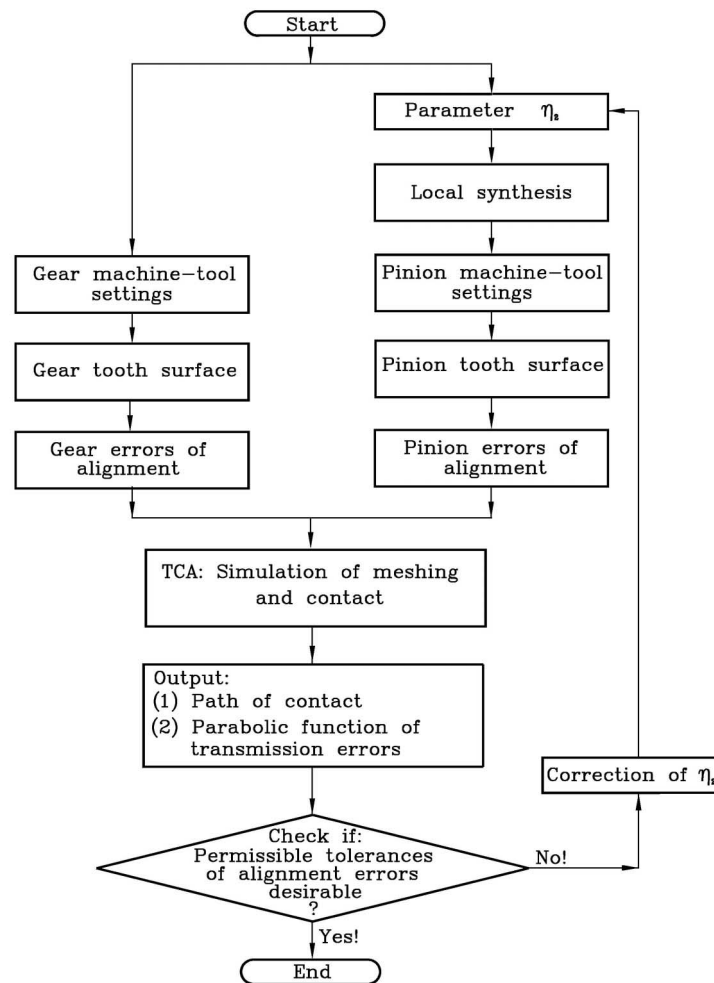 Start
Parameter η₂
Local synthesis
Gear machine-tool
settings
Pinion machine-tool
settings
Gear tooth surface
Pinion tooth surface
Gear errors of
alignment
Pinion errors of
alignment
TCA: Simulation of meshing
and contact
Output:
(1) Path of contact
(2) Parabolic function of
transmission errors
Correction of η₂
Check if:
Permissible tolerances
of alignment errors
desirable
?
No!
Yes!
End